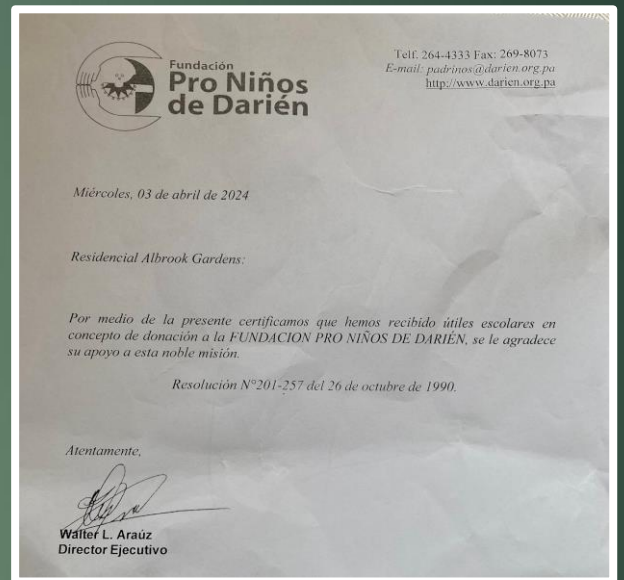 Fundación
Pro Niños
de Darién
Telf. 264-4333 Fax: 269-8073
E-mail: padrinos@darien.org.pa
http://www.darien.org.pa
Miércoles, 03 de abril de 2024
Residencial Albrook Gardens:
Por medio de la presente certificamos que hemos recibido útiles escolares en
concepto de donación a la FUNDACION PRO NIÑOS DE DARIÉN, se le agradece
su apoyo a esta noble misión.
Resolución N°201-257 del 26 de octubre de 1990.
Atentamente,
Walter L. Araúz
Director Ejecutivo